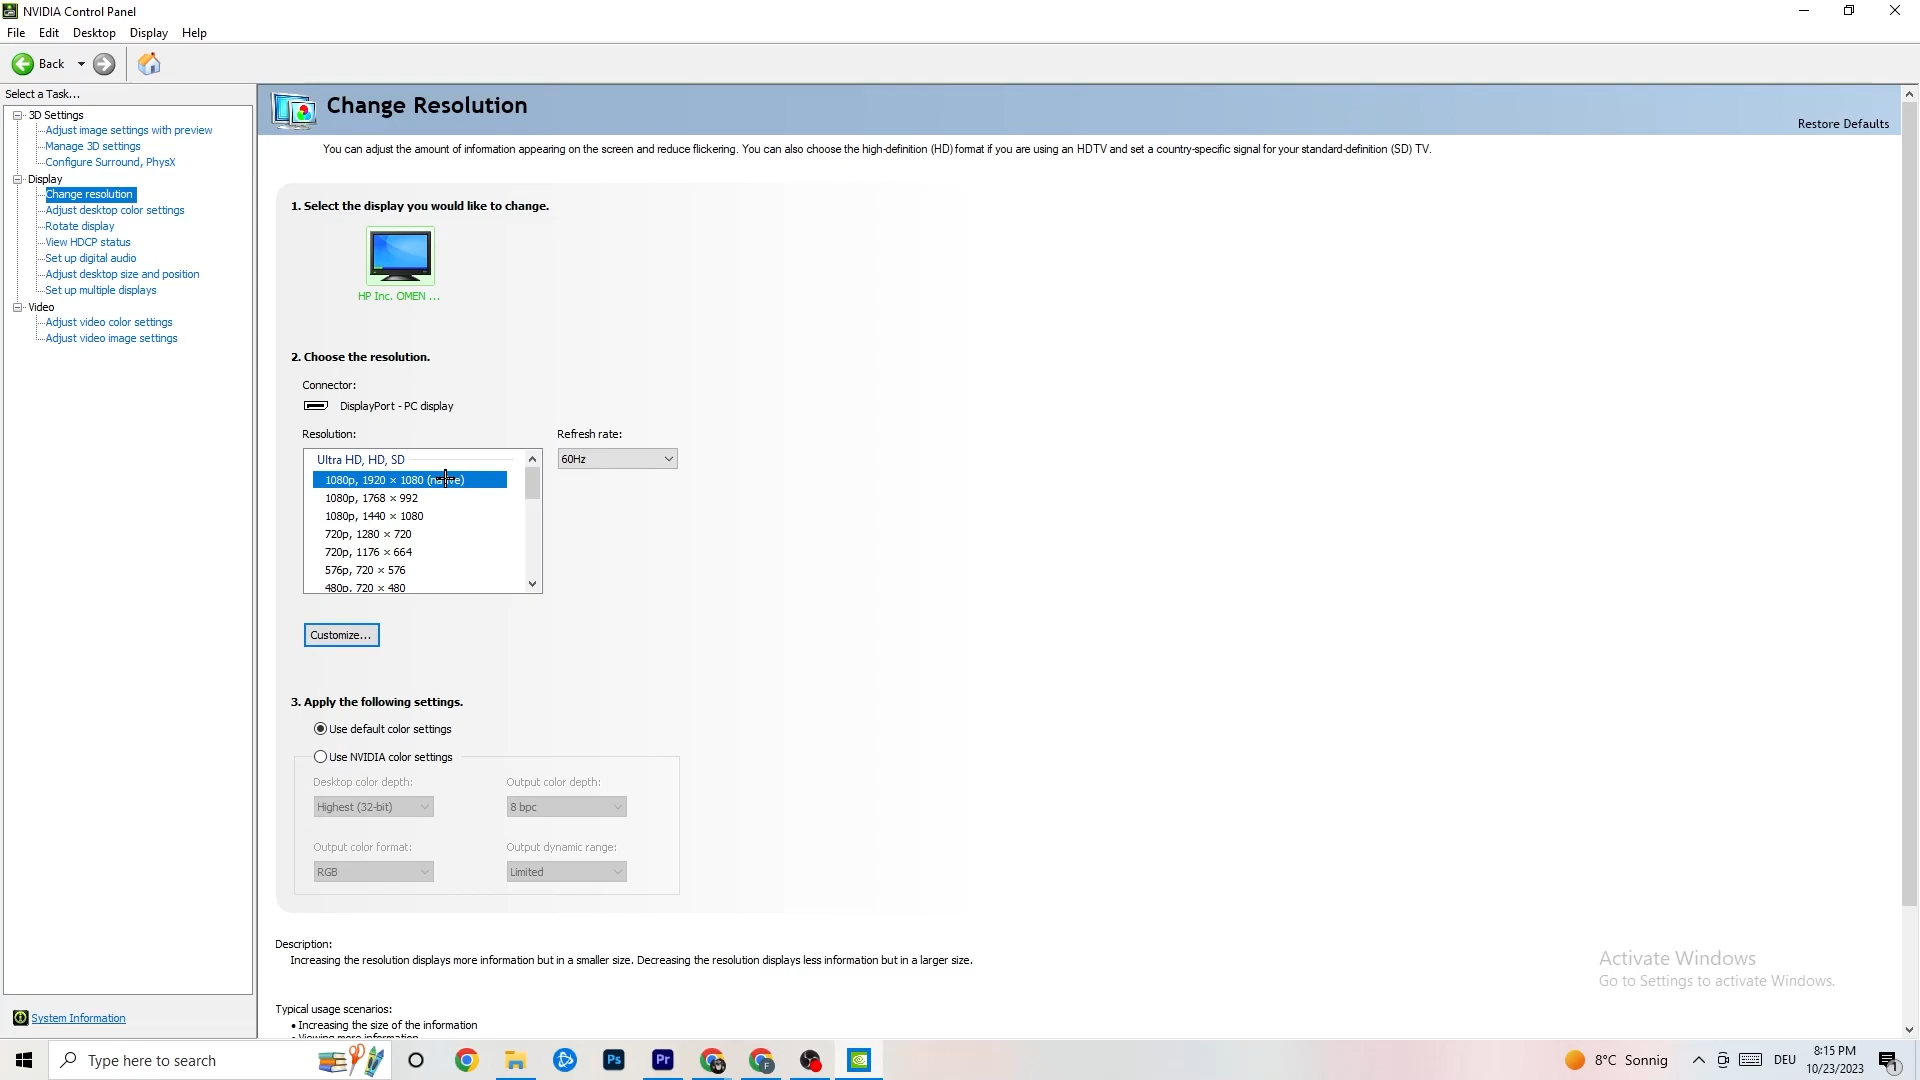 NVIDIA Control Panel
File Edit Desktop Display Help
Back
Select a Task...
3D Settings
Adjust image settings with preview
Manage 3D settings
Configure Surround, PhysX
Display
Change resolution
Adjust desktop color settings
Rotate display
View HDCP status
Set up digital audio
Adjust desktop size and position
Set up multiple displays
Video
Adjust video color settings
Adjust video image settings
System Information
Change Resolution
Restore Defaults
You can adjust the amount of information appearing on the screen and reduce flickering. You can also choose the high-definition (HD) format if you are using an HDTV and set a country-specific signal for your standard-definition (SD) TV.
1. Select the display you would like to change.
HP Inc. OMEN ...
2. Choose the resolution.
Connector:
DisplayPort - PC display
Resolution:
Refresh rate:
Ultra HD, HD, SD
60Hz
1080p, 1920 × 1080 (native)
1080p, 1768 × 992
1080p, 1440 × 1080
720p, 1280 × 720
720p, 1176 × 664
576p, 720 × 576
480p, 720 × 480
Customize...
3. Apply the following settings.
Use default color settings
Use NVIDIA color settings
Desktop color depth:
Output color depth:
Highest (32-bit)
8 bpc
Output color format:
Output dynamic range:
RGB
Limited
Description:
Increasing the resolution displays more information but in a smaller size. Decreasing the resolution displays less information but in a larger size.
Typical usage scenarios:
• Increasing the size of the information
• Viewing more information
Activate Windows
Go to Settings to activate Windows.
Type here to search
Ps
Pr
F
8°C Sonnig
DEU
8:15 PM
10/23/2023
1